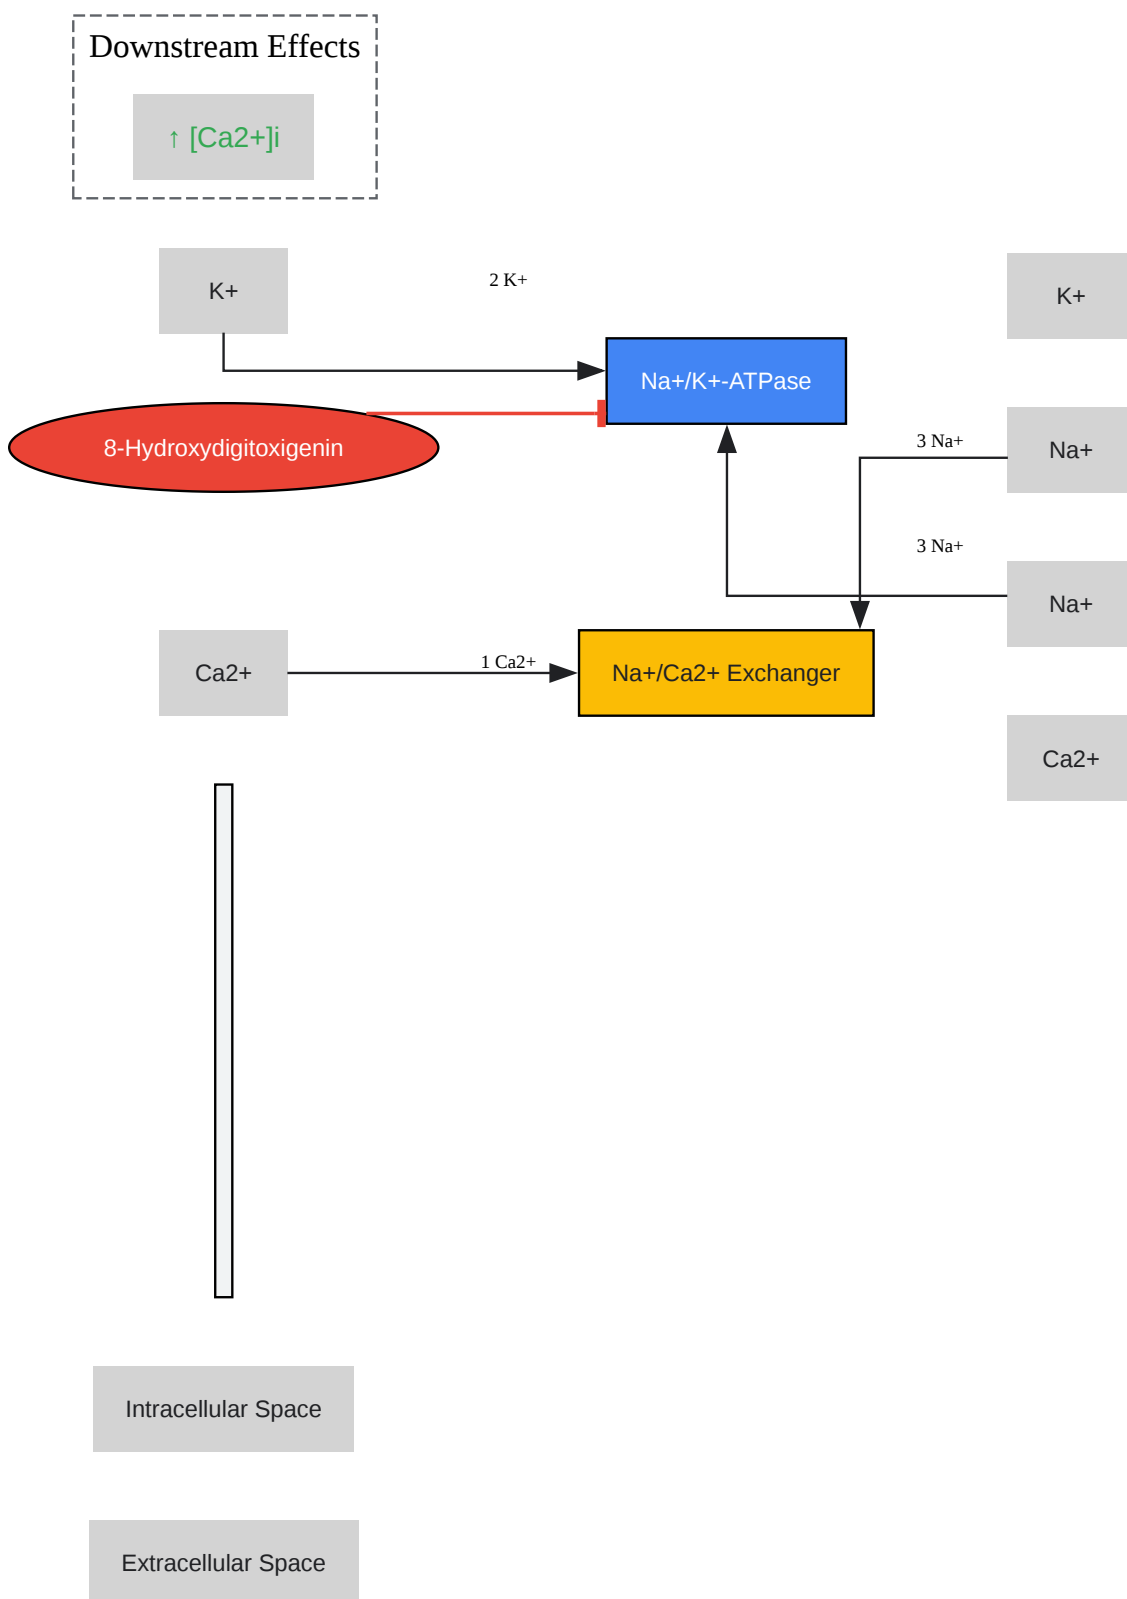 Downstream Effects
↑ [Ca2+]i
K+
2 K+
K+
Na+/K+-ATPase
8-Hydroxydigitoxigenin
3 Na+
Na+
3 Na+
Na+
Ca2+
1 Ca2+
Na+/Ca2+ Exchanger
Ca2+
Intracellular Space
Extracellular Space